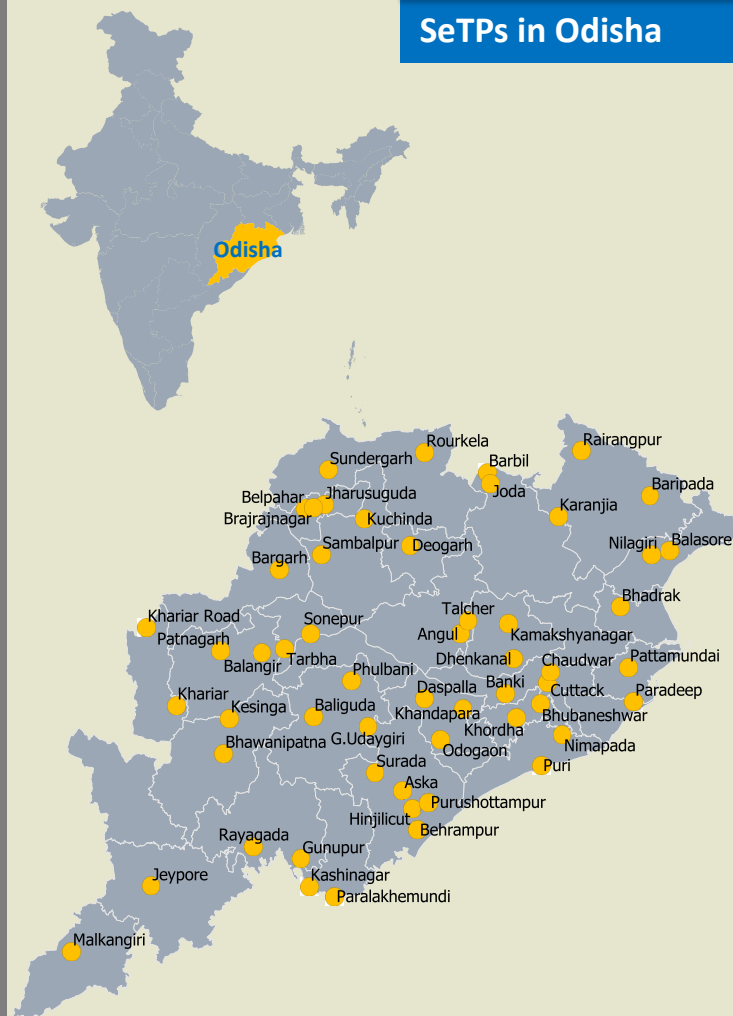 SeTPs in Odisha
Odisha
Rourkela
Rairangpur
Sundergarh
Barbil
Joda
Baripada
Belpahar
Jharusuguda
Karanjia
Brajrajnagar
Kuchinda
Nilagiri
Balasore
Sambalpur
Deogarh
Bargarh
Bhadrak
Khariar Road
Sonepur
Talcher
Patnagarh
Angul
Kamakshyanagar
Balangir
Tarbha
Dhenkanal
Chaudwar
Pattamundai
Phulbani
Khariar
Daspalla
Banki
Cuttack
Paradeep
Kesinga
Baliguda
Khandapara
Bhubaneshwar
Khordha
Bhawanipatna
G.Udaygiri
Odogaon
Nimapada
Surada
Puri
Aska
Purushottampur
Hinjilicut
Behrampur
Rayagada
Gunupur
Jeypore
Kashinagar
Paralakhemundi
Malkangiri